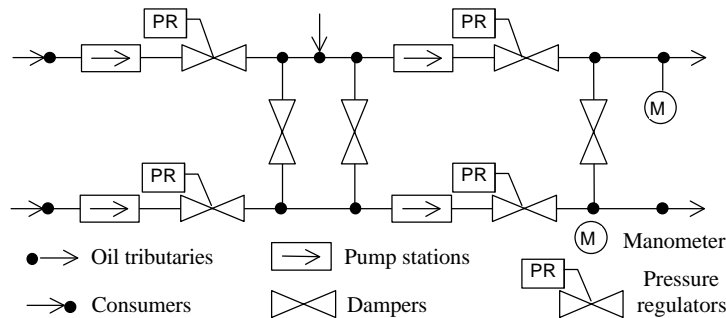 PR
PR
PR
PR
M
M
Manometer
Oil tributaries
Pump stations
PR
Pressure
regulators
Consumers
Dampers